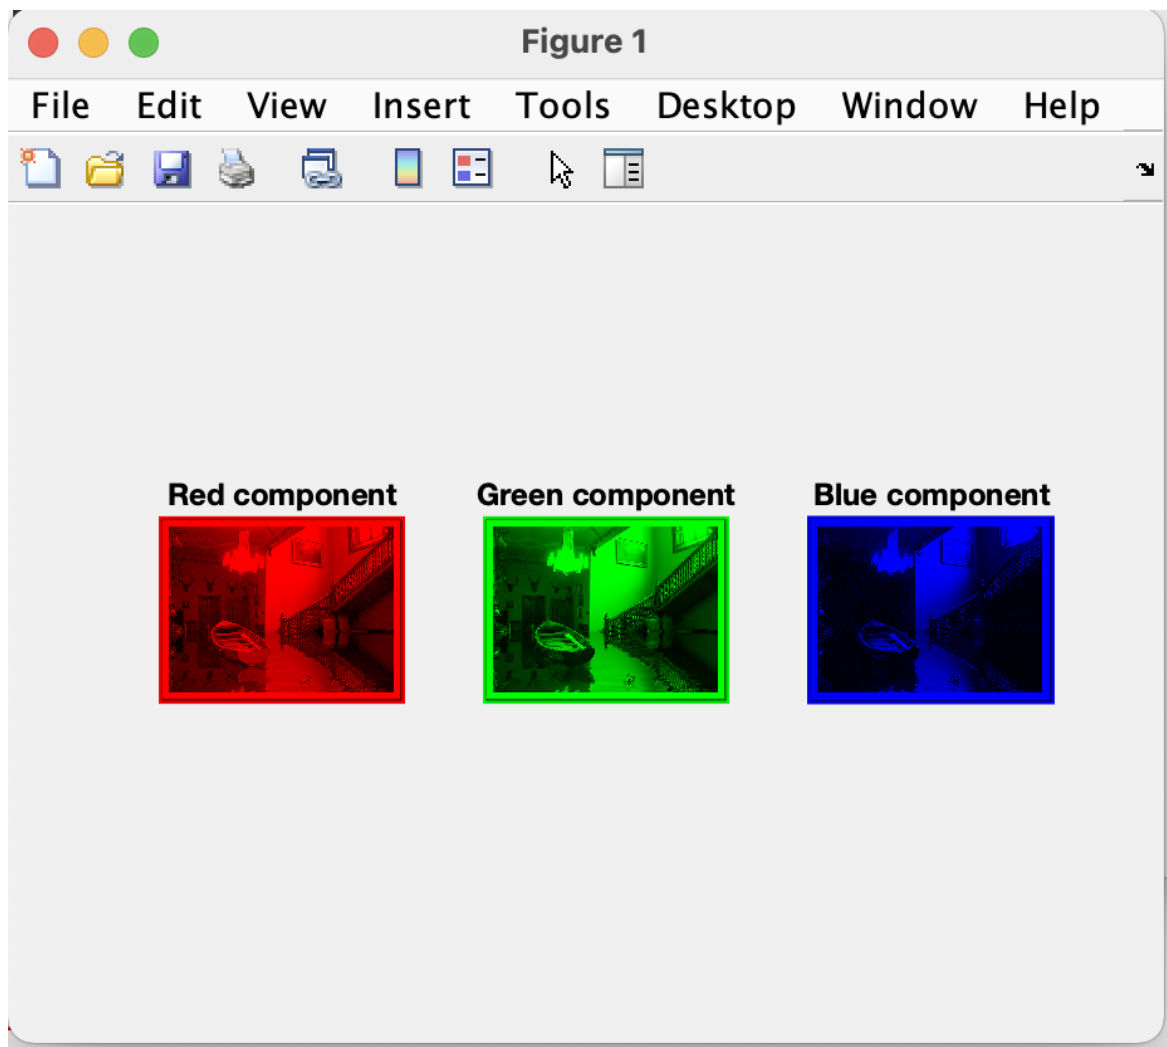 Figure 1
File Edit View Insert Tools Desktop Window Help
Red component Green component Blue component